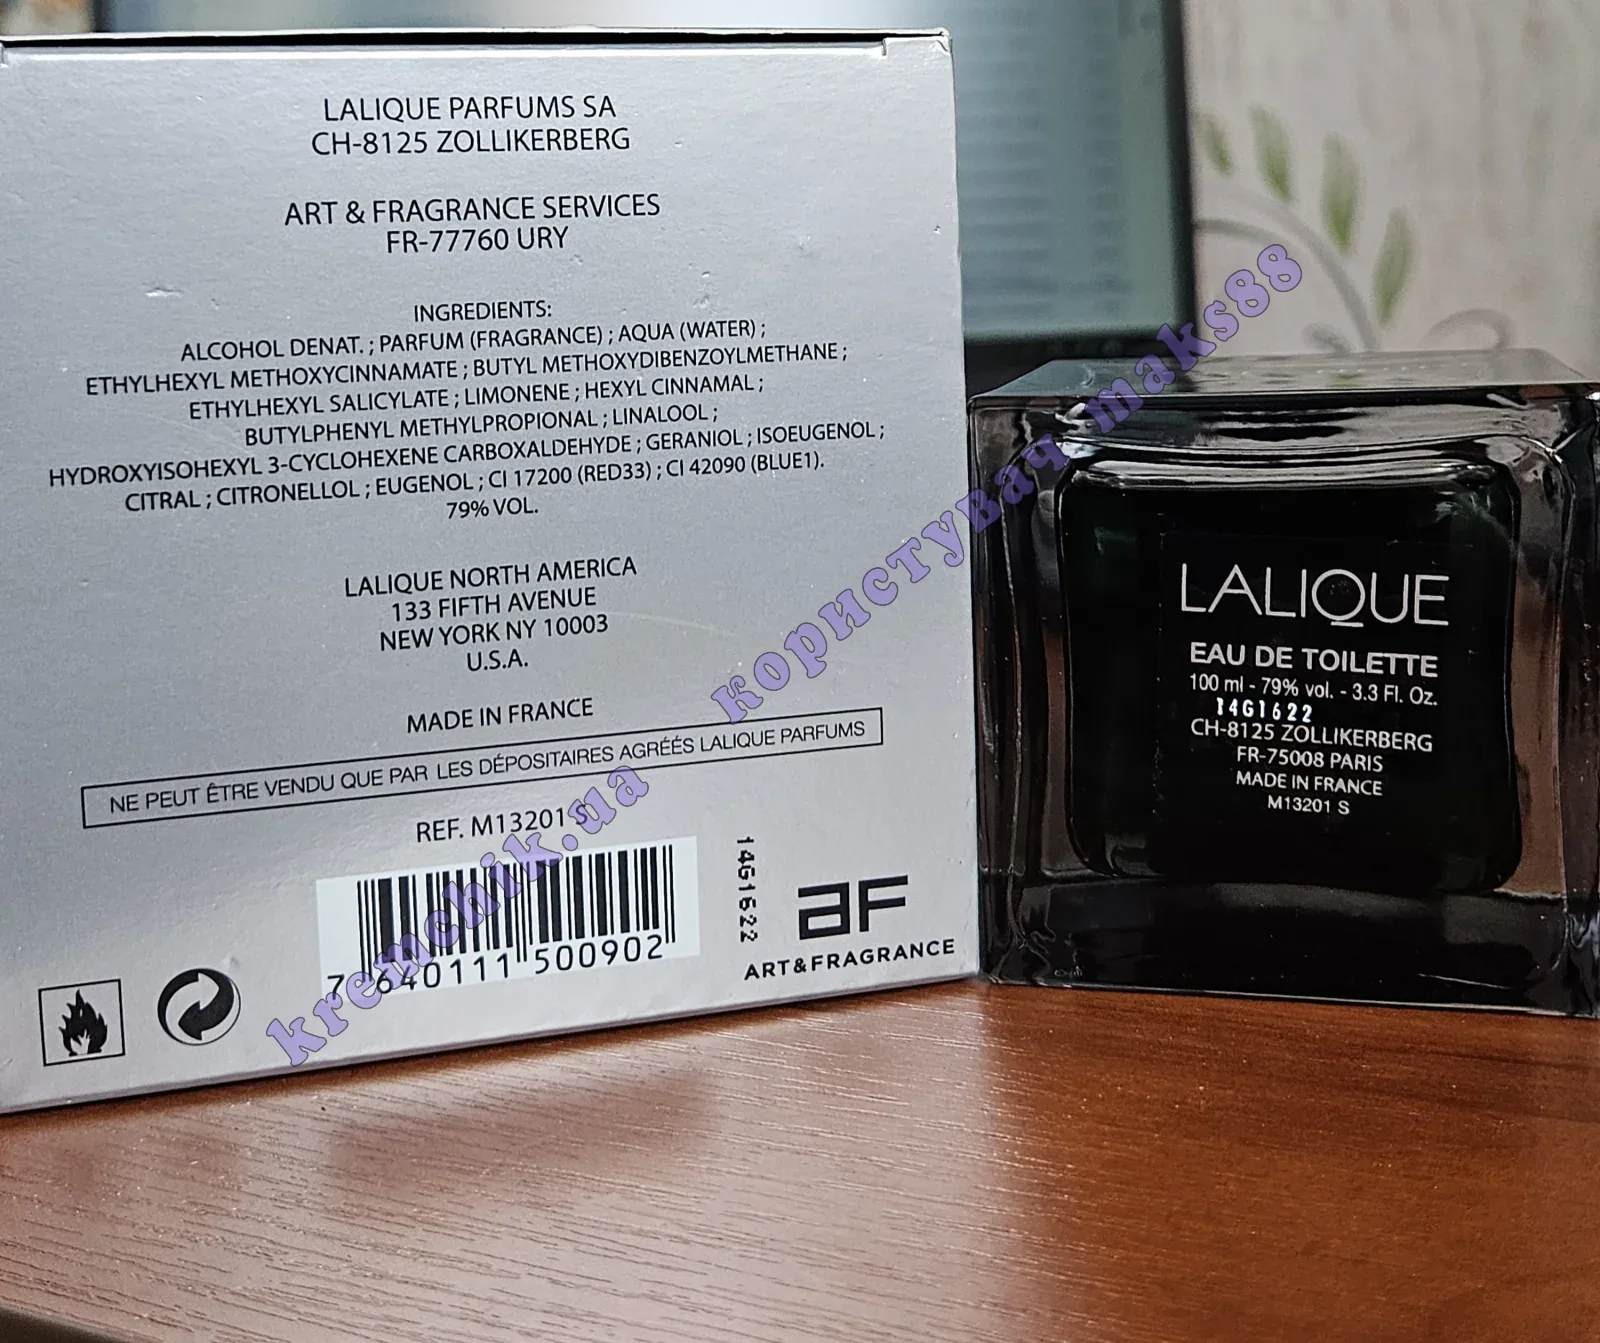 LALIQUE PARFUMS SA
CH-8125 ZOLLIKERBERG
ART & FRAGRANCE SERVICES
FR-77760 URY
INGREDIENTS:
ALCOHOL DENAT. ; PARFUM (FRAGRANCE) ; AQUA (WATER) ;
ETHYLHEXYL METHOXYCINNAMATE ; BUTYL METHOXYDIBENZOYLMETHANE ;
ETHYLHEXYL SALICYLATE ; LIMONENE ; HEXYL CINNAMAL ;
BUTYLPHENYL METHYLPROPIONAL ; LINALOOL ;
HYDROXYISOHEXYL 3-CYCLOHEXENE CARBOXALDEHYDE ; GERANIOL ; ISOEUGENOL ;
CITRAL ; CITRONELLOL ; EUGENOL ; CI 17200 (RED33) ; CI 42090 (BLUE1).
79% VOL.
LALIQUE NORTH AMERICA
133 FIFTH AVENUE
NEW YORK NY 10003
U.S.A.
MADE IN FRANCE
NE PEUT ÊTRE VENDU QUE PAR LES DÉPOSITAIRES AGRÉÉS LALIQUE PARFUMS
REF. M13201 S
7 640111 500902
14G1622
aF
ART&FRAGRANCE
LALIQUE
EAU DE TOILETTE
100 ml - 79% vol. - 3.3 Fl. Oz.
14G1622
CH-8125 ZOLLIKERBERG
FR-75008 PARIS
MADE IN FRANCE
M13201 S
kremchik.ua користувач maks88